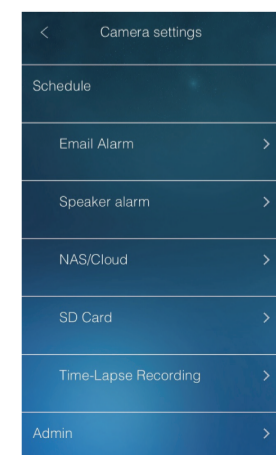 Camera settings
Schedule
Email Alarm
Speaker alarm
NAS/Cloud
SD Card
Time-Lapse Recording
Admin